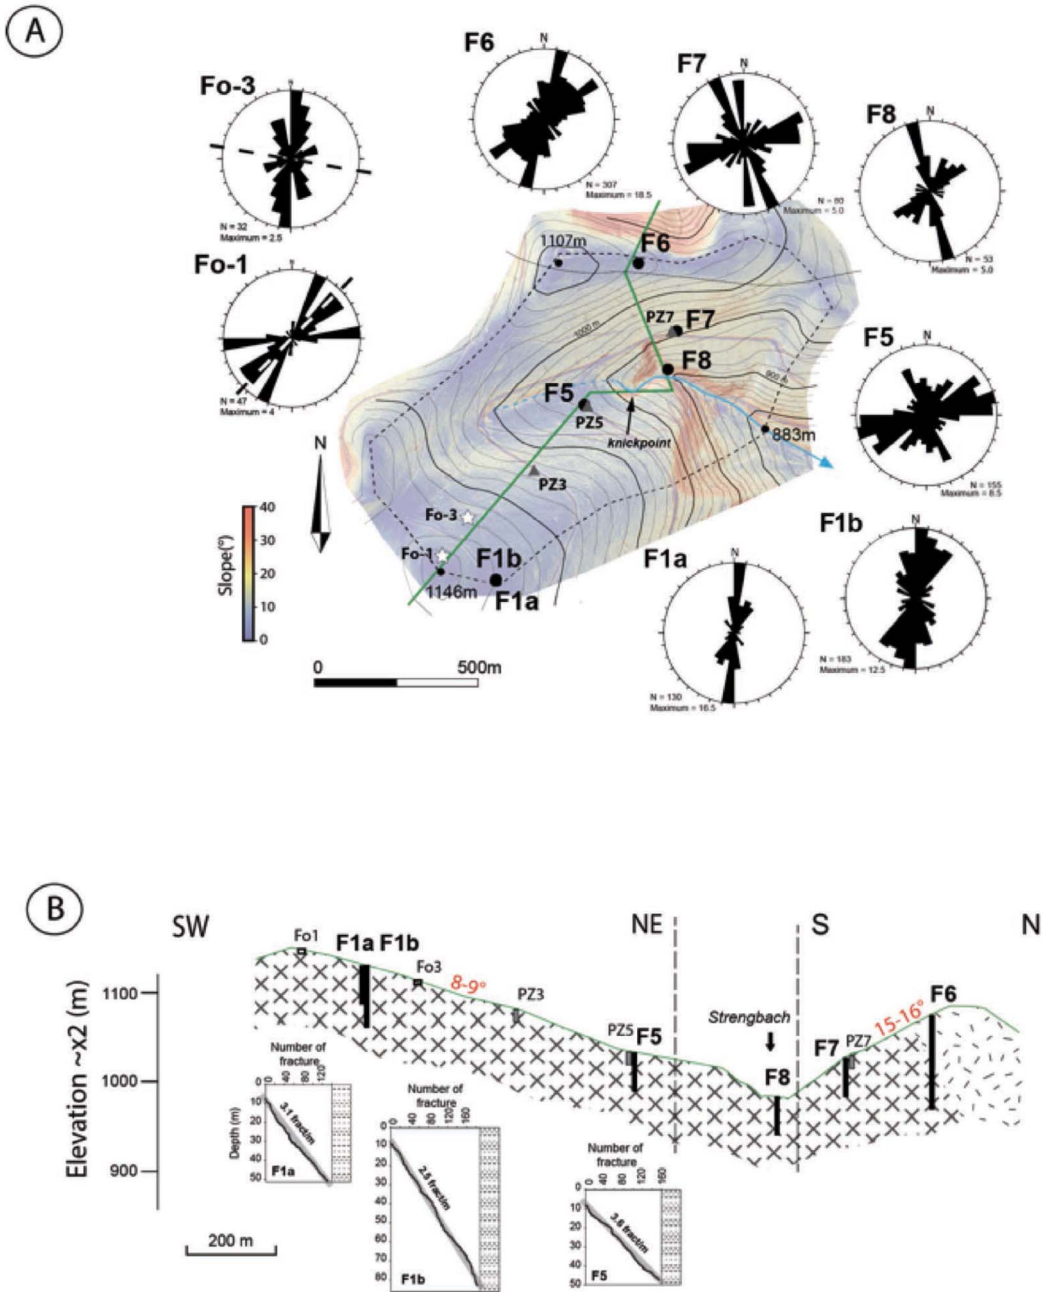 A
F6
N
F7
N
Fo-3
N
F8
N
N = 307
Maximum = 18.5
N = 80
Maximum = 5.0
N = 32
Maximum = 2.5
N = 53
Maximum = 5.0
Fo-1
N = 47
Maximum = 4
1107m
F6
1000 m
PZ7
F7
F8
900 m
F5
N = 155
Maximum = 8.5
F5
PZ5
knickpoint
883m
PZ3
N
Fo-3
Fo-1
F1b
F1a
1146m
Slope(°)
40
30
20
10
0
0
500m
F1a
N
N = 130
Maximum = 16.5
F1b
N
N = 183
Maximum = 12.5
B
SW
NE
S
N
Elevation ~x2 (m)
1100
1000
900
Fo1
F1a F1b
Fo3
8-9°
PZ3
PZ5
F5
Strengbach
F8
F7
PZ7
15-16°
F6
Number of
fracture
0 40 80 120
Depth (m)
0
10
20
30
40
50
3.1 fract/m
F1a
Number of
fracture
0 40 80 120 160
0
10
20
30
40
50
60
70
80
2.5 fract/m
F1b
Number of
fracture
0 40 80 120 160
0
10
20
30
40
50
3.6 fract/m
F5
200 m